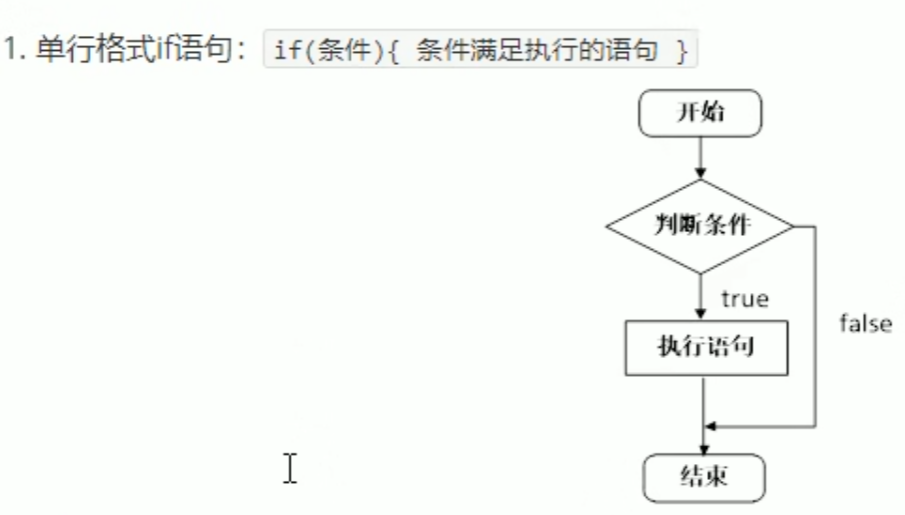 1. 单行格式if语句：if(条件){ 条件满足执行的语句 }
开始
判断条件
true
false
执行语句
结束